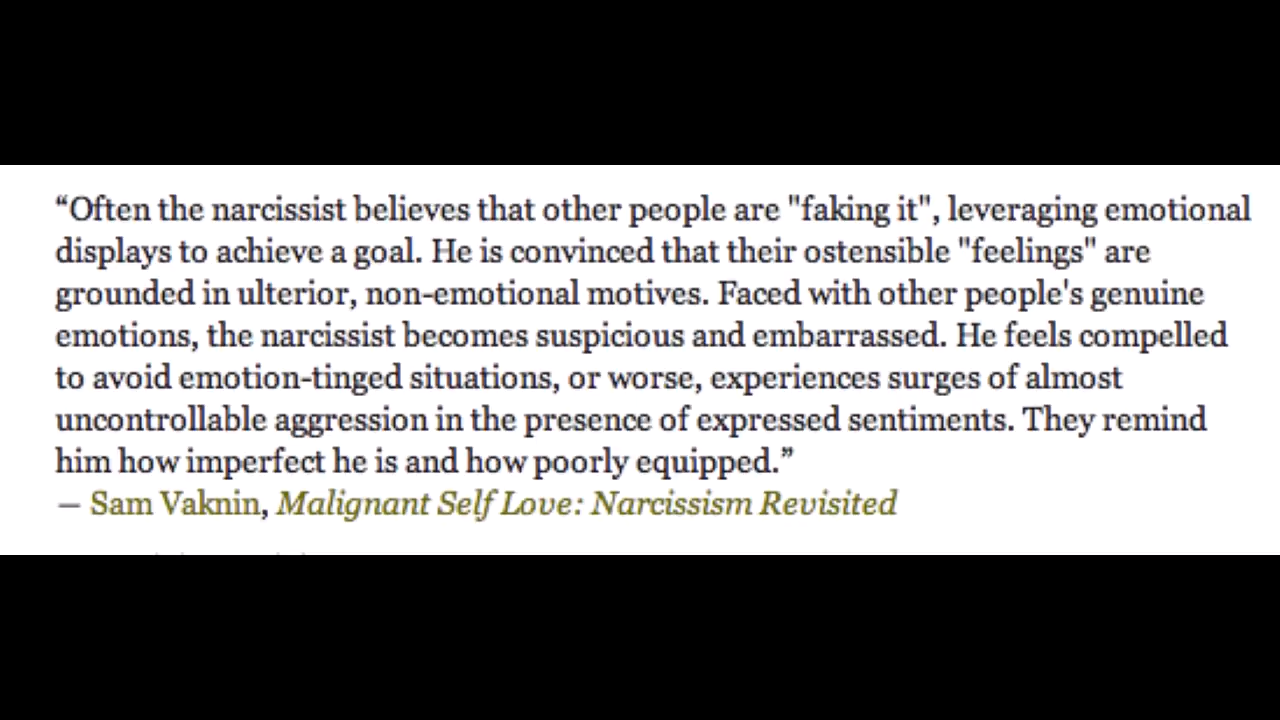 “Often the narcissist believes that other people are "faking it", leveraging emotional
displays to achieve a goal. He is convinced that their ostensible "feelings" are
grounded in ulterior, non-emotional motives. Faced with other people's genuine
emotions, the narcissist becomes suspicious and embarrassed. He feels compelled
to avoid emotion-tinged situations, or worse, experiences surges of almost
uncontrollable aggression in the presence of expressed sentiments. They remind
him how imperfect he is and how poorly equipped.”
— Sam Vaknin, Malignant Self Love: Narcissism Revisited